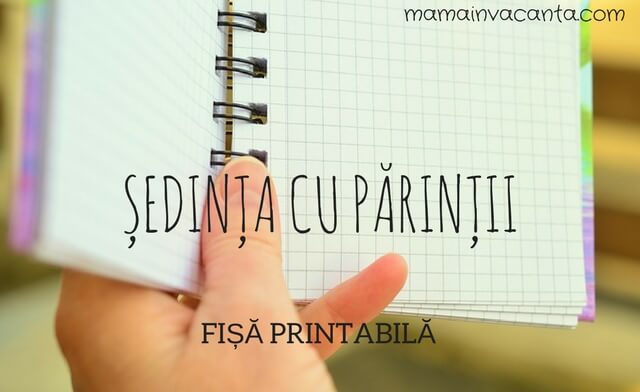 mamainvacanta.com
ȘEDINȚA CU PĂRINȚII
FIȘĂ PRINTABILĂ